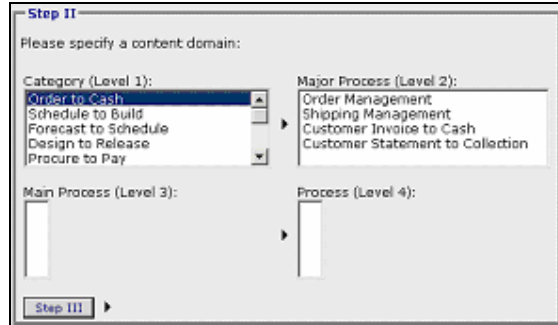 Step II
Please specify a content domain:
Category (Level 1):
Order to Cash
Schedule to Build
Forecast to Schedule
Design to Release
Procure to Pay
Major Process (Level 2):
Order Management
Shipping Management
Customer Invoice to Cash
Customer Statement to Collection
Main Process (Level 3):
Process (Level 4):
Step III